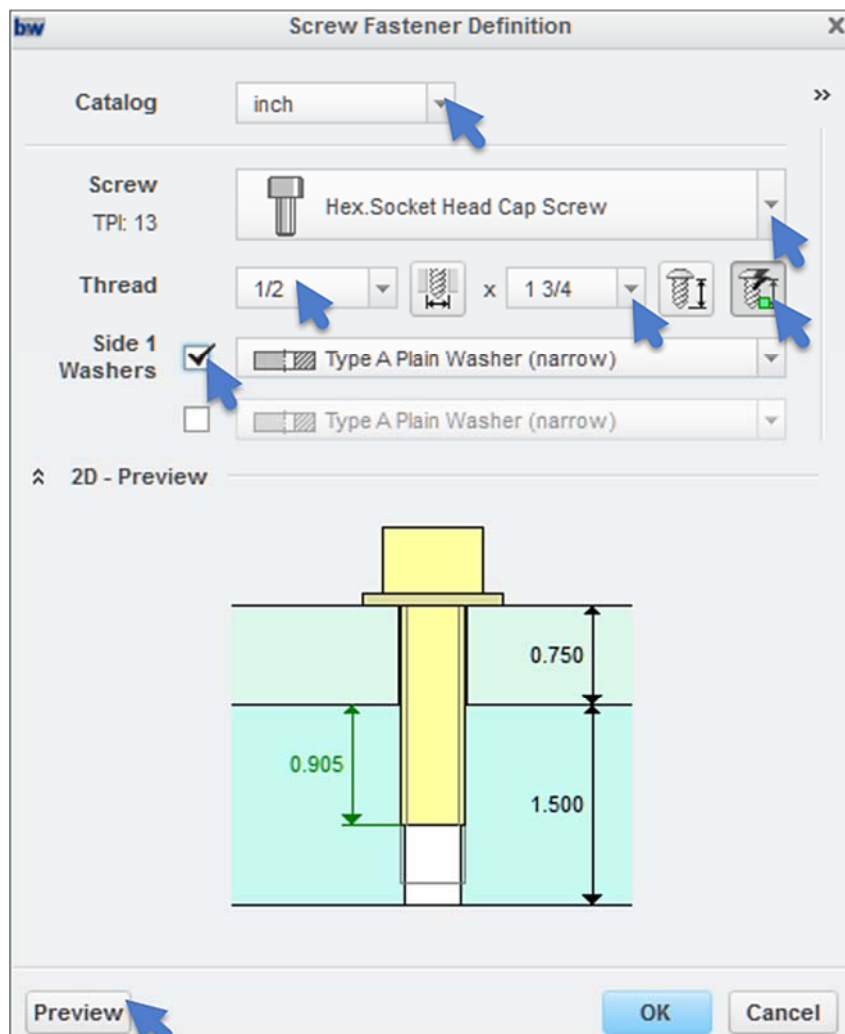 bw Screw Fastener Definition X
Catalog inch »
Screw
TPI: 13
Hex.Socket Head Cap Screw
Thread 1/2 x 1 3/4
Side 1
Washers
Type A Plain Washer (narrow)
Type A Plain Washer (narrow)
2D - Preview
0.750
0.905
1.500
Preview OK Cancel